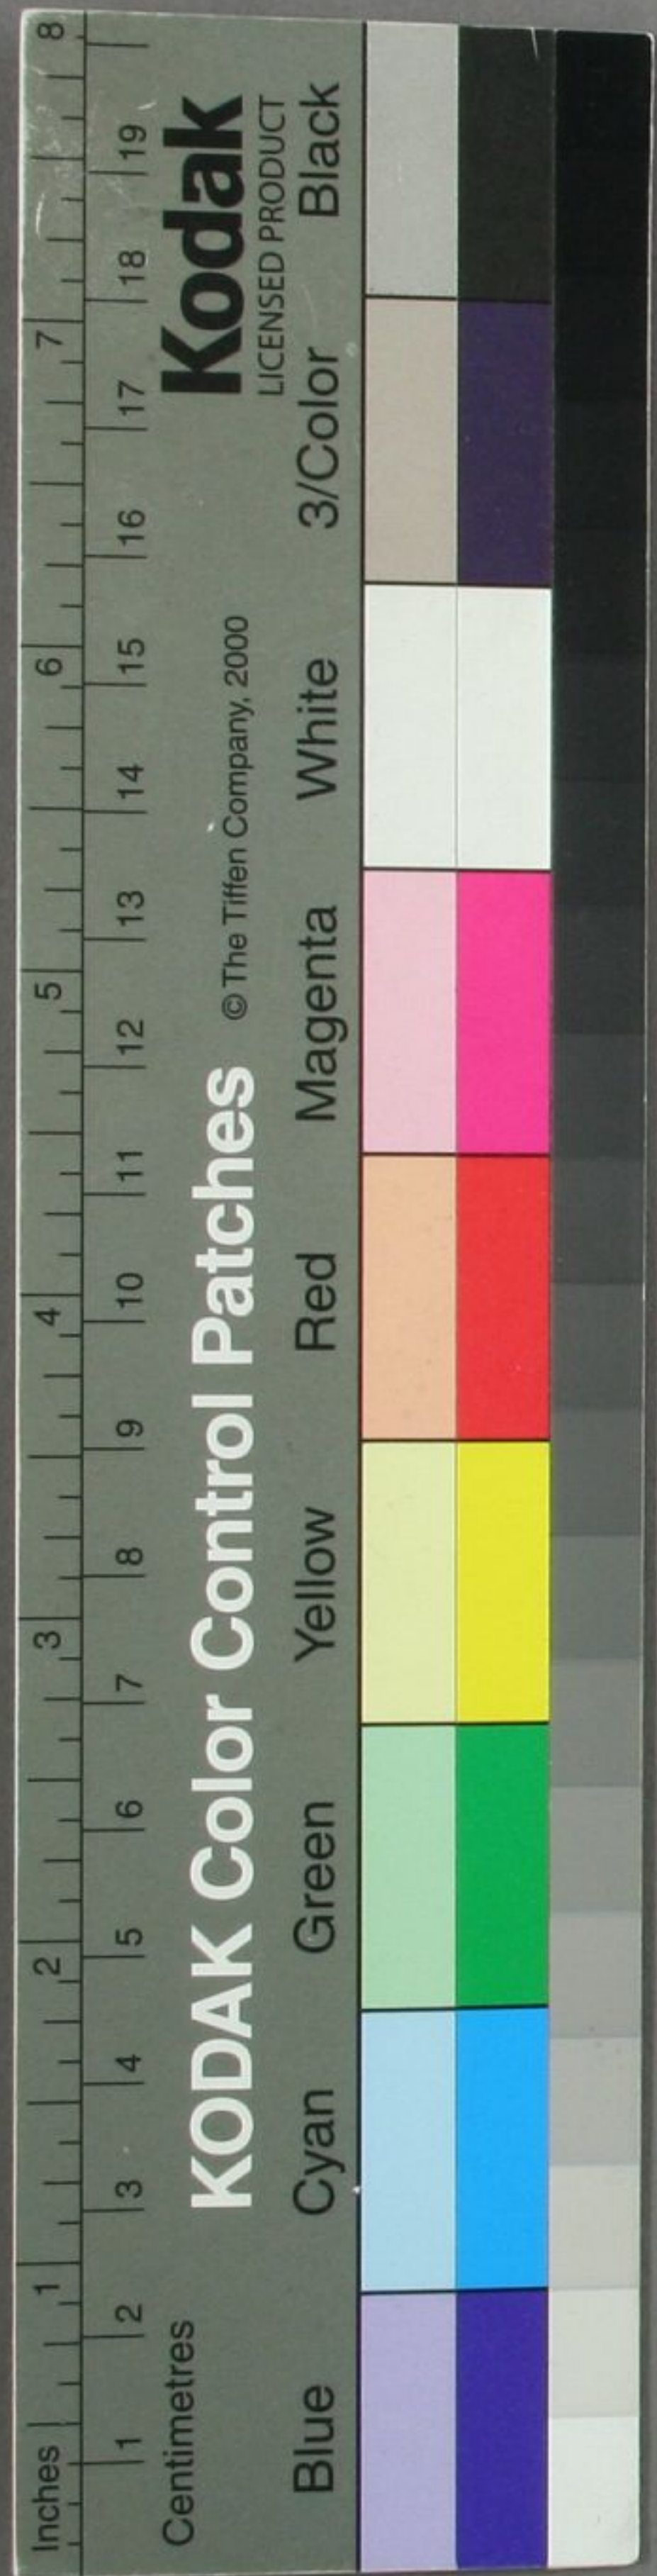 Inches 1 2 3 4 5 6 7 8
1 2 3 4 5 6 7 8 9 10 11 12 13 14 15 16 17 18 19
Centimetres
KODAK Color Control Patches © The Tiffen Company, 2000 Kodak
LICENSED PRODUCT
Blue Cyan Green Yellow Red Magenta White 3/Color Black